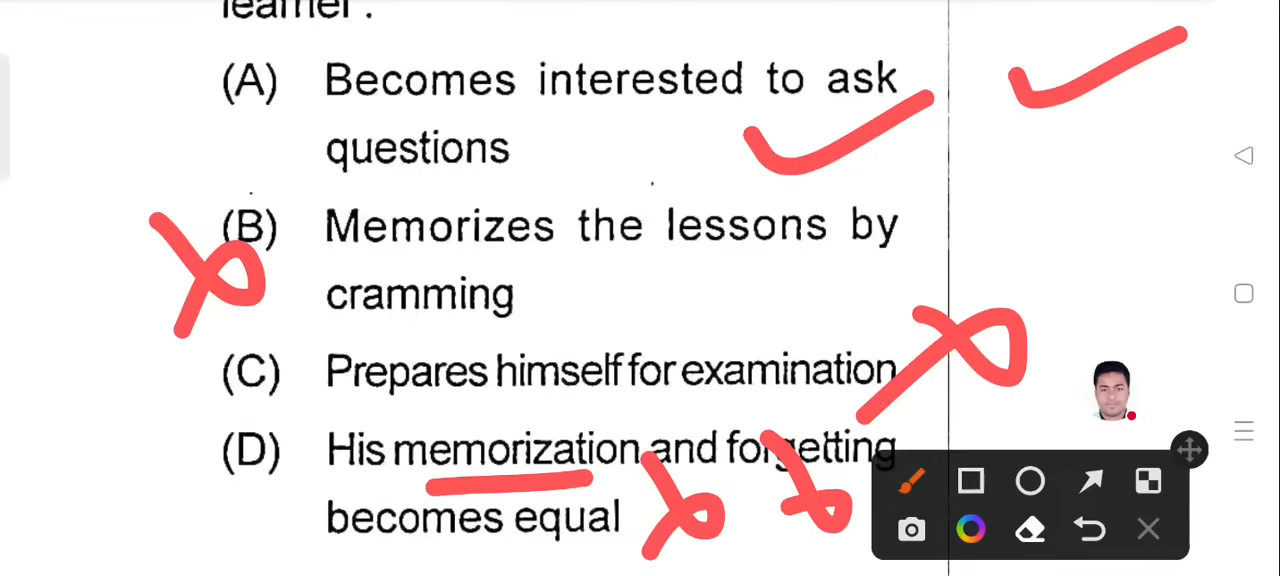 learner .
(A) Becomes interested to ask
questions
(B) Memorizes the lessons by
cramming
(C) Prepares himself for examination
(D) His memorization and forgetting
becomes equal